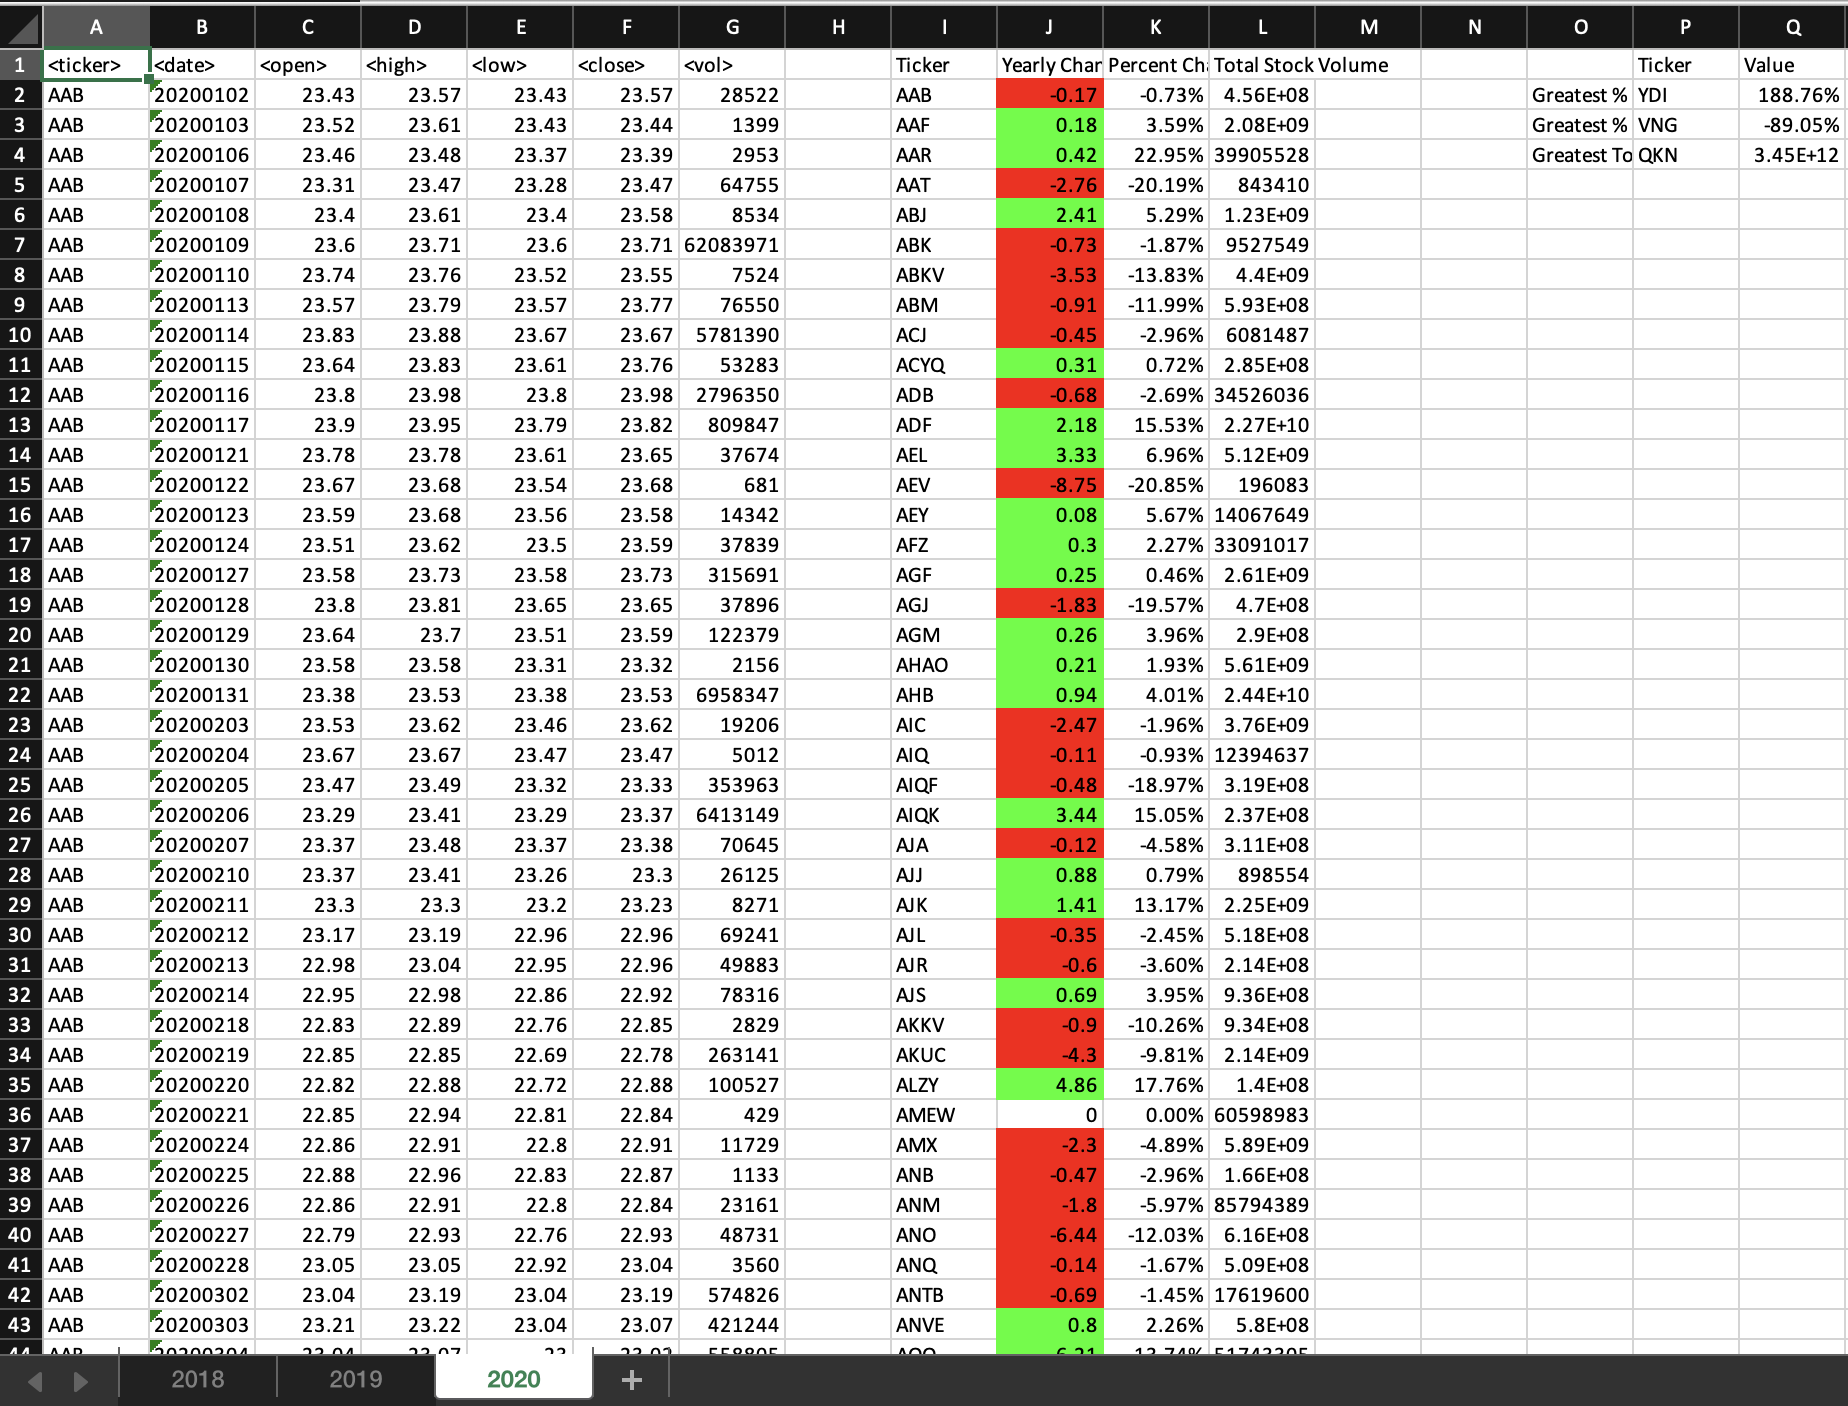 A B C D E F G H I J K L M N O P Q
1 <ticker> <date> <open> <high> <low> <close> <vol> Ticker Yearly Char Percent Ch Total Stock Volume Ticker Value
2 AAB 20200102 23.43 23.57 23.43 23.57 28522 AAB -0.17 -0.73% 4.56E+08 Greatest % YDI 188.76%
3 AAB 20200103 23.52 23.61 23.43 23.44 1399 AAF 0.18 3.59% 2.08E+09 Greatest % VNG -89.05%
4 AAB 20200106 23.46 23.48 23.37 23.39 2953 AAR 0.42 22.95% 39905528 Greatest To QKN 3.45E+12
5 AAB 20200107 23.31 23.47 23.28 23.47 64755 AAT -2.76 -20.19% 843410
6 AAB 20200108 23.4 23.61 23.4 23.58 8534 ABJ 2.41 5.29% 1.23E+09
7 AAB 20200109 23.6 23.71 23.6 23.71 62083971 ABK -0.73 -1.87% 9527549
8 AAB 20200110 23.74 23.76 23.52 23.55 7524 ABKV -3.53 -13.83% 4.4E+09
9 AAB 20200113 23.57 23.79 23.57 23.77 76550 ABM -0.91 -11.99% 5.93E+08
10 AAB 20200114 23.83 23.88 23.67 23.67 5781390 ACJ -0.45 -2.96% 6081487
11 AAB 20200115 23.64 23.83 23.61 23.76 53283 ACYQ 0.31 0.72% 2.85E+08
12 AAB 20200116 23.8 23.98 23.8 23.98 2796350 ADB -0.68 -2.69% 34526036
13 AAB 20200117 23.9 23.95 23.79 23.82 809847 ADF 2.18 15.53% 2.27E+10
14 AAB 20200121 23.78 23.78 23.61 23.65 37674 AEL 3.33 6.96% 5.12E+09
15 AAB 20200122 23.67 23.68 23.54 23.68 681 AEV -8.75 -20.85% 196083
16 AAB 20200123 23.59 23.68 23.56 23.58 14342 AEY 0.08 5.67% 14067649
17 AAB 20200124 23.51 23.62 23.5 23.59 37839 AFZ 0.3 2.27% 33091017
18 AAB 20200127 23.58 23.73 23.58 23.73 315691 AGF 0.25 0.46% 2.61E+09
19 AAB 20200128 23.8 23.81 23.65 23.65 37896 AGJ -1.83 -19.57% 4.7E+08
20 AAB 20200129 23.64 23.7 23.51 23.59 122379 AGM 0.26 3.96% 2.9E+08
21 AAB 20200130 23.58 23.58 23.31 23.32 2156 AHAO 0.21 1.93% 5.61E+09
22 AAB 20200131 23.38 23.53 23.38 23.53 6958347 AHB 0.94 4.01% 2.44E+10
23 AAB 20200203 23.53 23.62 23.46 23.62 19206 AIC -2.47 -1.96% 3.76E+09
24 AAB 20200204 23.67 23.67 23.47 23.47 5012 AIQ -0.11 -0.93% 12394637
25 AAB 20200205 23.47 23.49 23.32 23.33 353963 AIQF -0.48 -18.97% 3.19E+08
26 AAB 20200206 23.29 23.41 23.29 23.37 6413149 AIQK 3.44 15.05% 2.37E+08
27 AAB 20200207 23.37 23.48 23.37 23.38 70645 AJA -0.12 -4.58% 3.11E+08
28 AAB 20200210 23.37 23.41 23.26 23.3 26125 AJJ 0.88 0.79% 898554
29 AAB 20200211 23.3 23.3 23.2 23.23 8271 AJK 1.41 13.17% 2.25E+09
30 AAB 20200212 23.17 23.19 22.96 22.96 69241 AJL -0.35 -2.45% 5.18E+08
31 AAB 20200213 22.98 23.04 22.95 22.96 49883 AJR -0.6 -3.60% 2.14E+08
32 AAB 20200214 22.95 22.98 22.86 22.92 78316 AJS 0.69 3.95% 9.36E+08
33 AAB 20200218 22.83 22.89 22.76 22.85 2829 AKKV -0.9 -10.26% 9.34E+08
34 AAB 20200219 22.85 22.85 22.69 22.78 263141 AKUC -4.3 -9.81% 2.14E+09
35 AAB 20200220 22.82 22.88 22.72 22.88 100527 ALZY 4.86 17.76% 1.4E+08
36 AAB 20200221 22.85 22.94 22.81 22.84 429 AMEW 0 0.00% 60598983
37 AAB 20200224 22.86 22.91 22.8 22.91 11729 AMX -2.3 -4.89% 5.89E+09
38 AAB 20200225 22.88 22.96 22.83 22.87 1133 ANB -0.47 -2.96% 1.66E+08
39 AAB 20200226 22.86 22.91 22.8 22.84 23161 ANM -1.8 -5.97% 85794389
40 AAB 20200227 22.79 22.93 22.76 22.93 48731 ANO -6.44 -12.03% 6.16E+08
41 AAB 20200228 23.05 23.05 22.92 23.04 3560 ANQ -0.14 -1.67% 5.09E+08
42 AAB 20200302 23.04 23.19 23.04 23.19 574826 ANTB -0.69 -1.45% 17619600
43 AAB 20200303 23.21 23.22 23.04 23.07 421244 ANVE 0.8 2.26% 5.8E+08
2018 2019 2020 +